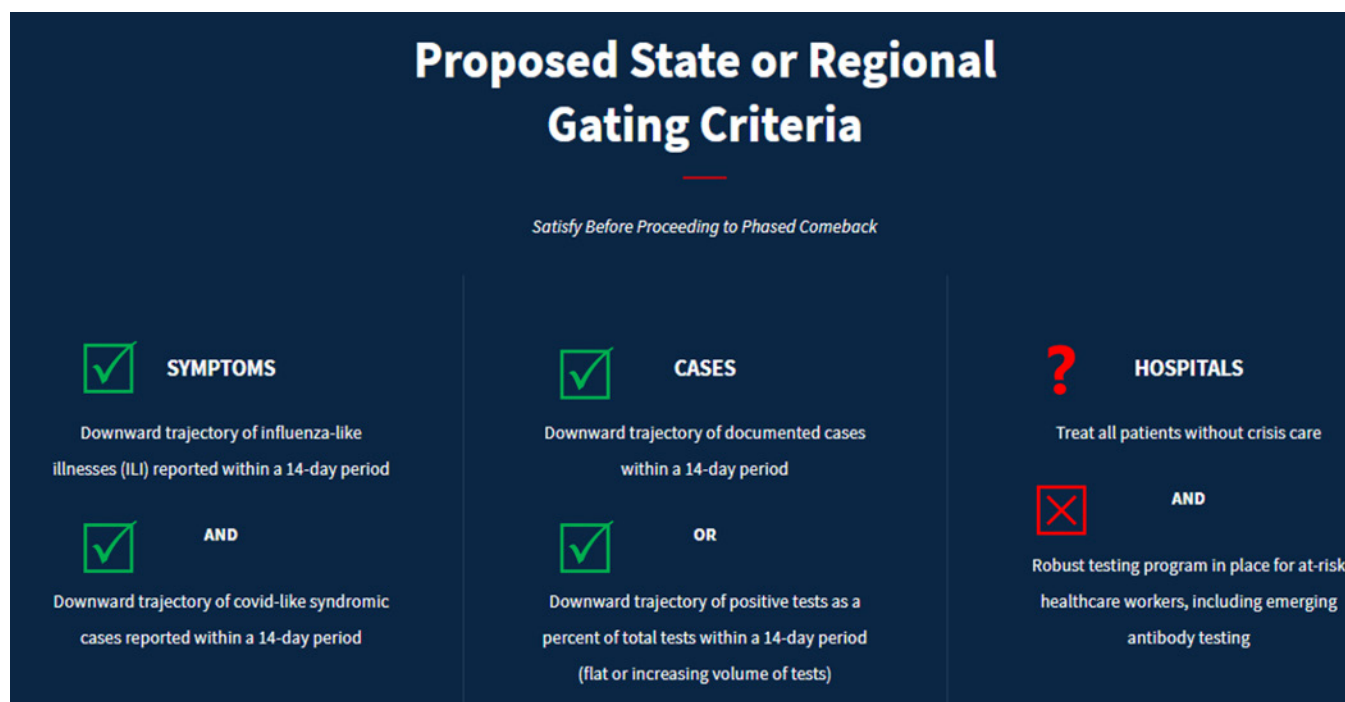 Proposed State or Regional
Gating Criteria
Satisfy Before Proceeding to Phased Comeback
SYMPTOMS
Downward trajectory of influenza-like
illnesses (ILI) reported within a 14-day period
AND
Downward trajectory of covid-like syndromic
cases reported within a 14-day period
CASES
Downward trajectory of documented cases
within a 14-day period
OR
Downward trajectory of positive tests as a
percent of total tests within a 14-day period
(flat or increasing volume of tests)
? HOSPITALS
Treat all patients without crisis care
AND
Robust testing program in place for at-risk
healthcare workers, including emerging
antibody testing